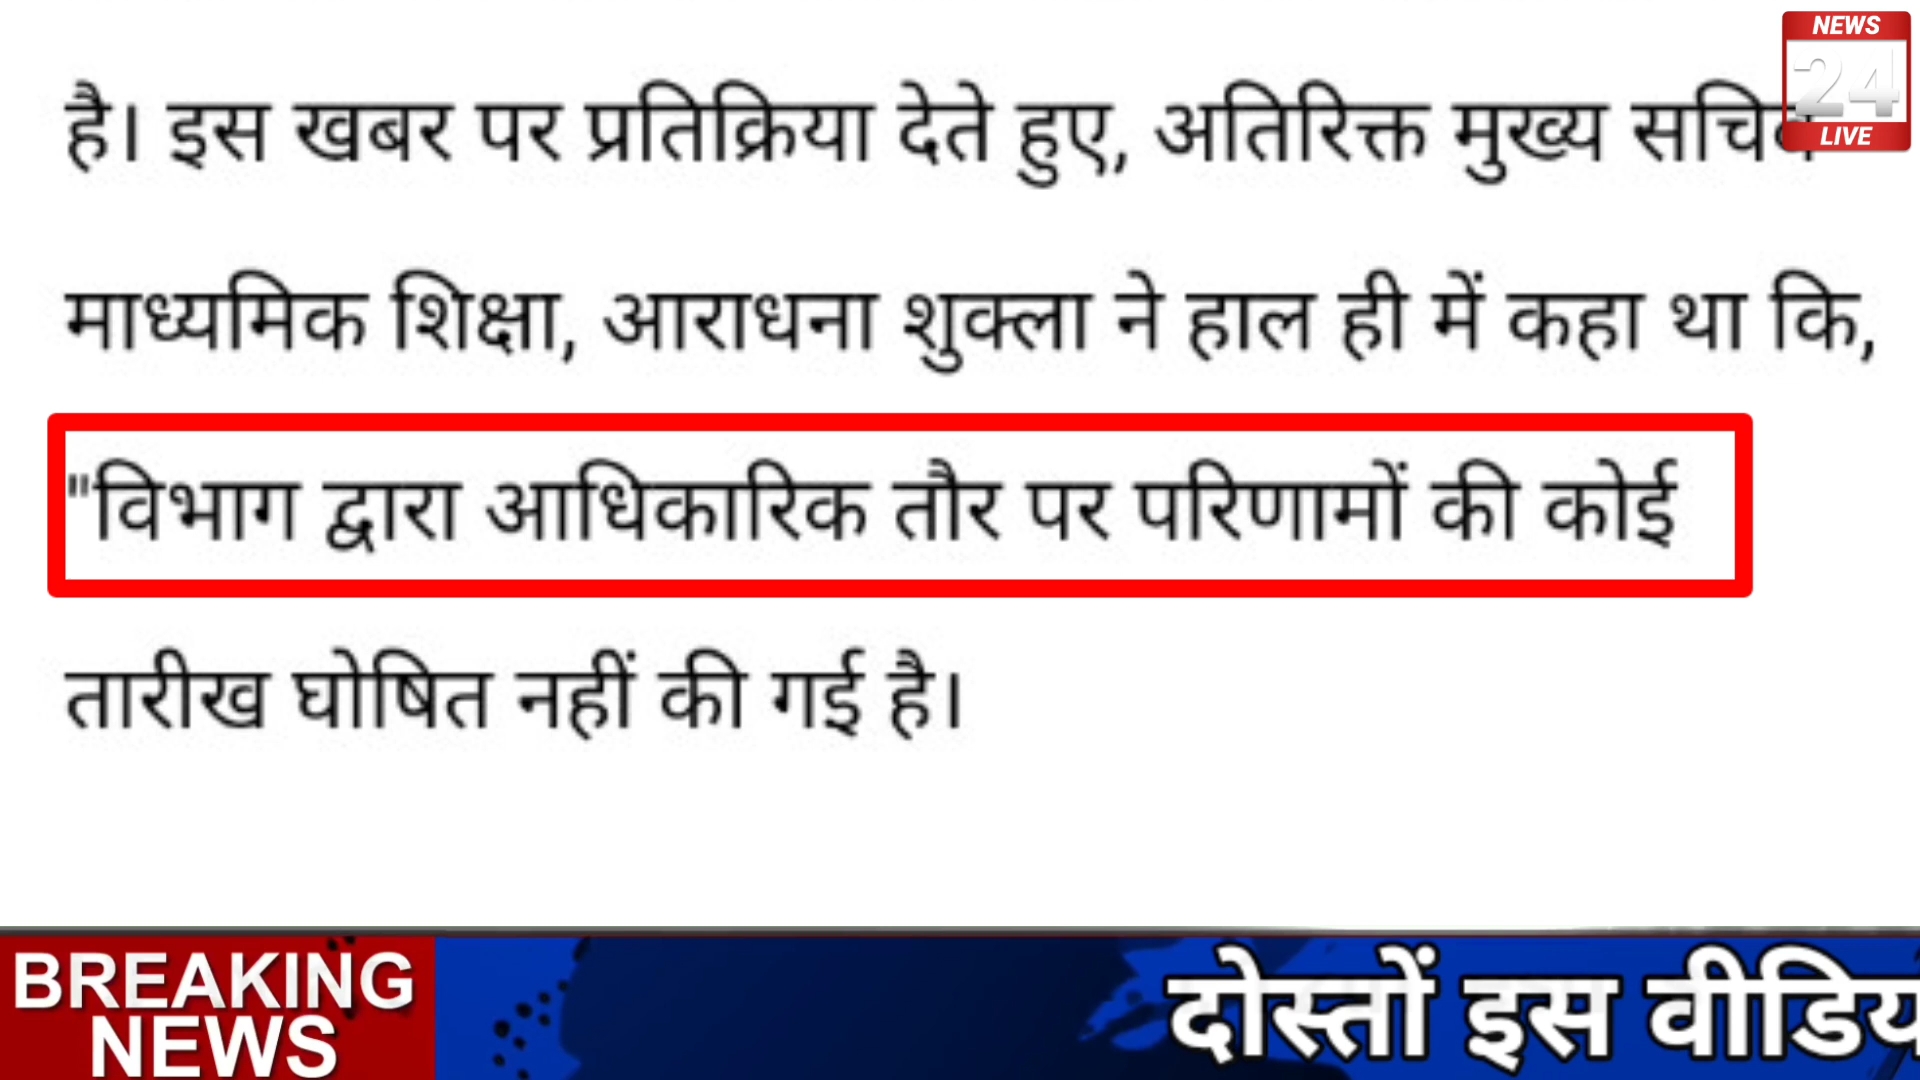 NEWS
24
LIVE
है। इस खबर पर प्रतिक्रिया देते हुए, अतिरिक्त मुख्य सचिव
माध्यमिक शिक्षा, आराधना शुक्ला ने हाल ही में कहा था कि,
"विभाग द्वारा आधिकारिक तौर पर परिणामों की कोई
तारीख घोषित नहीं की गई है।
BREAKING
NEWS
दोस्तों इस